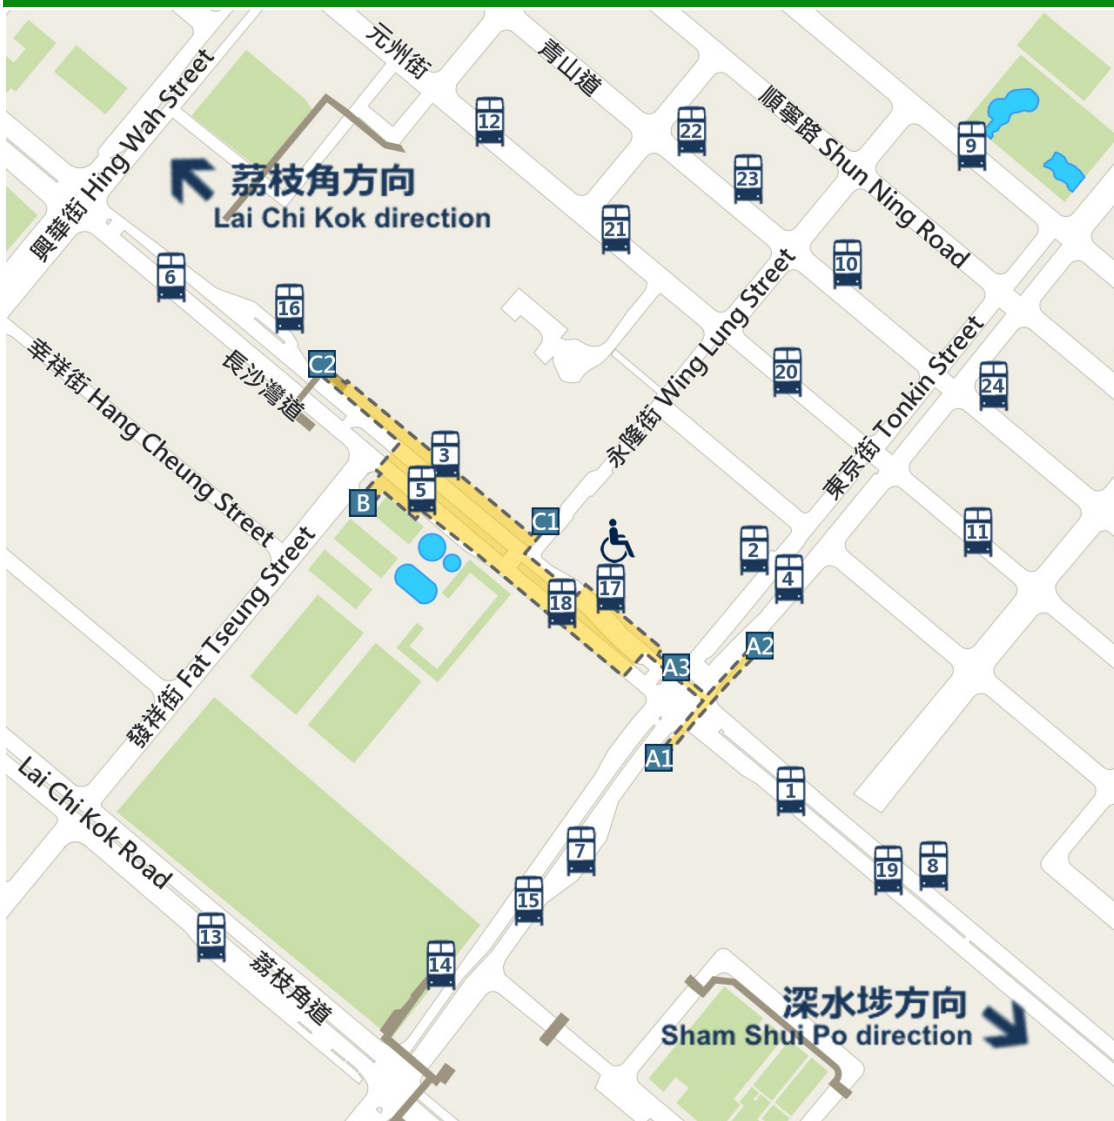 元州街
青山道
順寧路 Shun Ning Road
興華街 Hing Wah Street
12
22
9
23
荔枝角方向
Lai Chi Kok direction
21
10
6
16
永隆街 Wing Lung Street
東京街 Tonkin Street
幸祥街 Hang Cheung Street
長沙灣道
C2
20
24
3
5
B
C1
11
2
4
17
18
發祥街 Fat Tseung Street
A2
A3
A1
Lai Chi Kok Road
1
7
19
8
15
13
14
荔枝角道
深水埗方向
Sham Shui Po direction